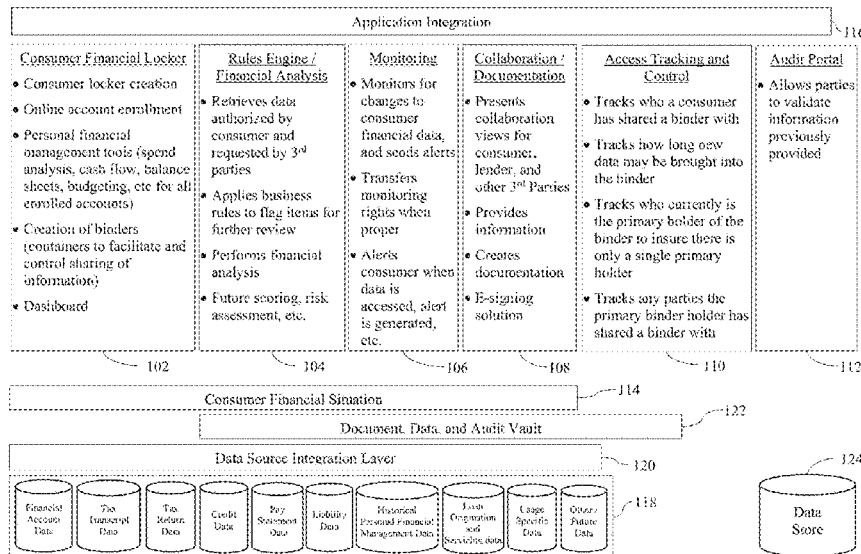 Application Integration
116
Consumer Financial Locker
• Consumer locker creation
• Online account enrollment
• Personal financial
management tools (spend
analysis, cash flow, balance
sheets, budgeting, etc for all
enrolled accounts)
• Creation of binders
(containers to facilitate and
control sharing of
information)
• Dashboard
102
Rules Engine /
Financial Analysis
• Retrieves data
authorized by
consumer and
requested by 3rd
parties
• Applies business
rules to flag items for
further review
• Performs financial
analysis
• Future scoring, risk
assessment, etc.
104
Monitoring
• Monitors for
changes to
consumer
financial data,
and sends alerts
• Transfers
monitoring
rights when
proper
• Alerts
consumer when
data is
accessed, alert
is generated,
etc.
106
Collaboration /
Documentation
• Presents
collaboration
views for
consumer,
lender, and
other 3rd Parties
• Provides
information
• Creates
documentation
• E-signing
solution
108
Access Tracking and
Control
• Tracks who a consumer
has shared a binder with
• Tracks how long new
data may be brought into
the binder
• Tracks who currently is
the primary holder of the
binder to insure there is
only a single primary
holder
• Tracks any parties the
primary binder holder has
shared a binder with
110
Audit Portal
• Allows parties
to validate
information
previously
provided
112
Consumer Financial Situation
114
Document, Data, and Audit Vault
122
Data Source Integration Layer
120
Financial
Account
Data
Tax
Transcript
Data
Tax
Return
Data
Credit
Data
Pay
Statement
Data
Liability
Data
Historical
Personal Financial
Management Data
Loan
Origination
and
Servicing data
Usage
Specific Data
Other/
Future Data
118
Data
Store
124